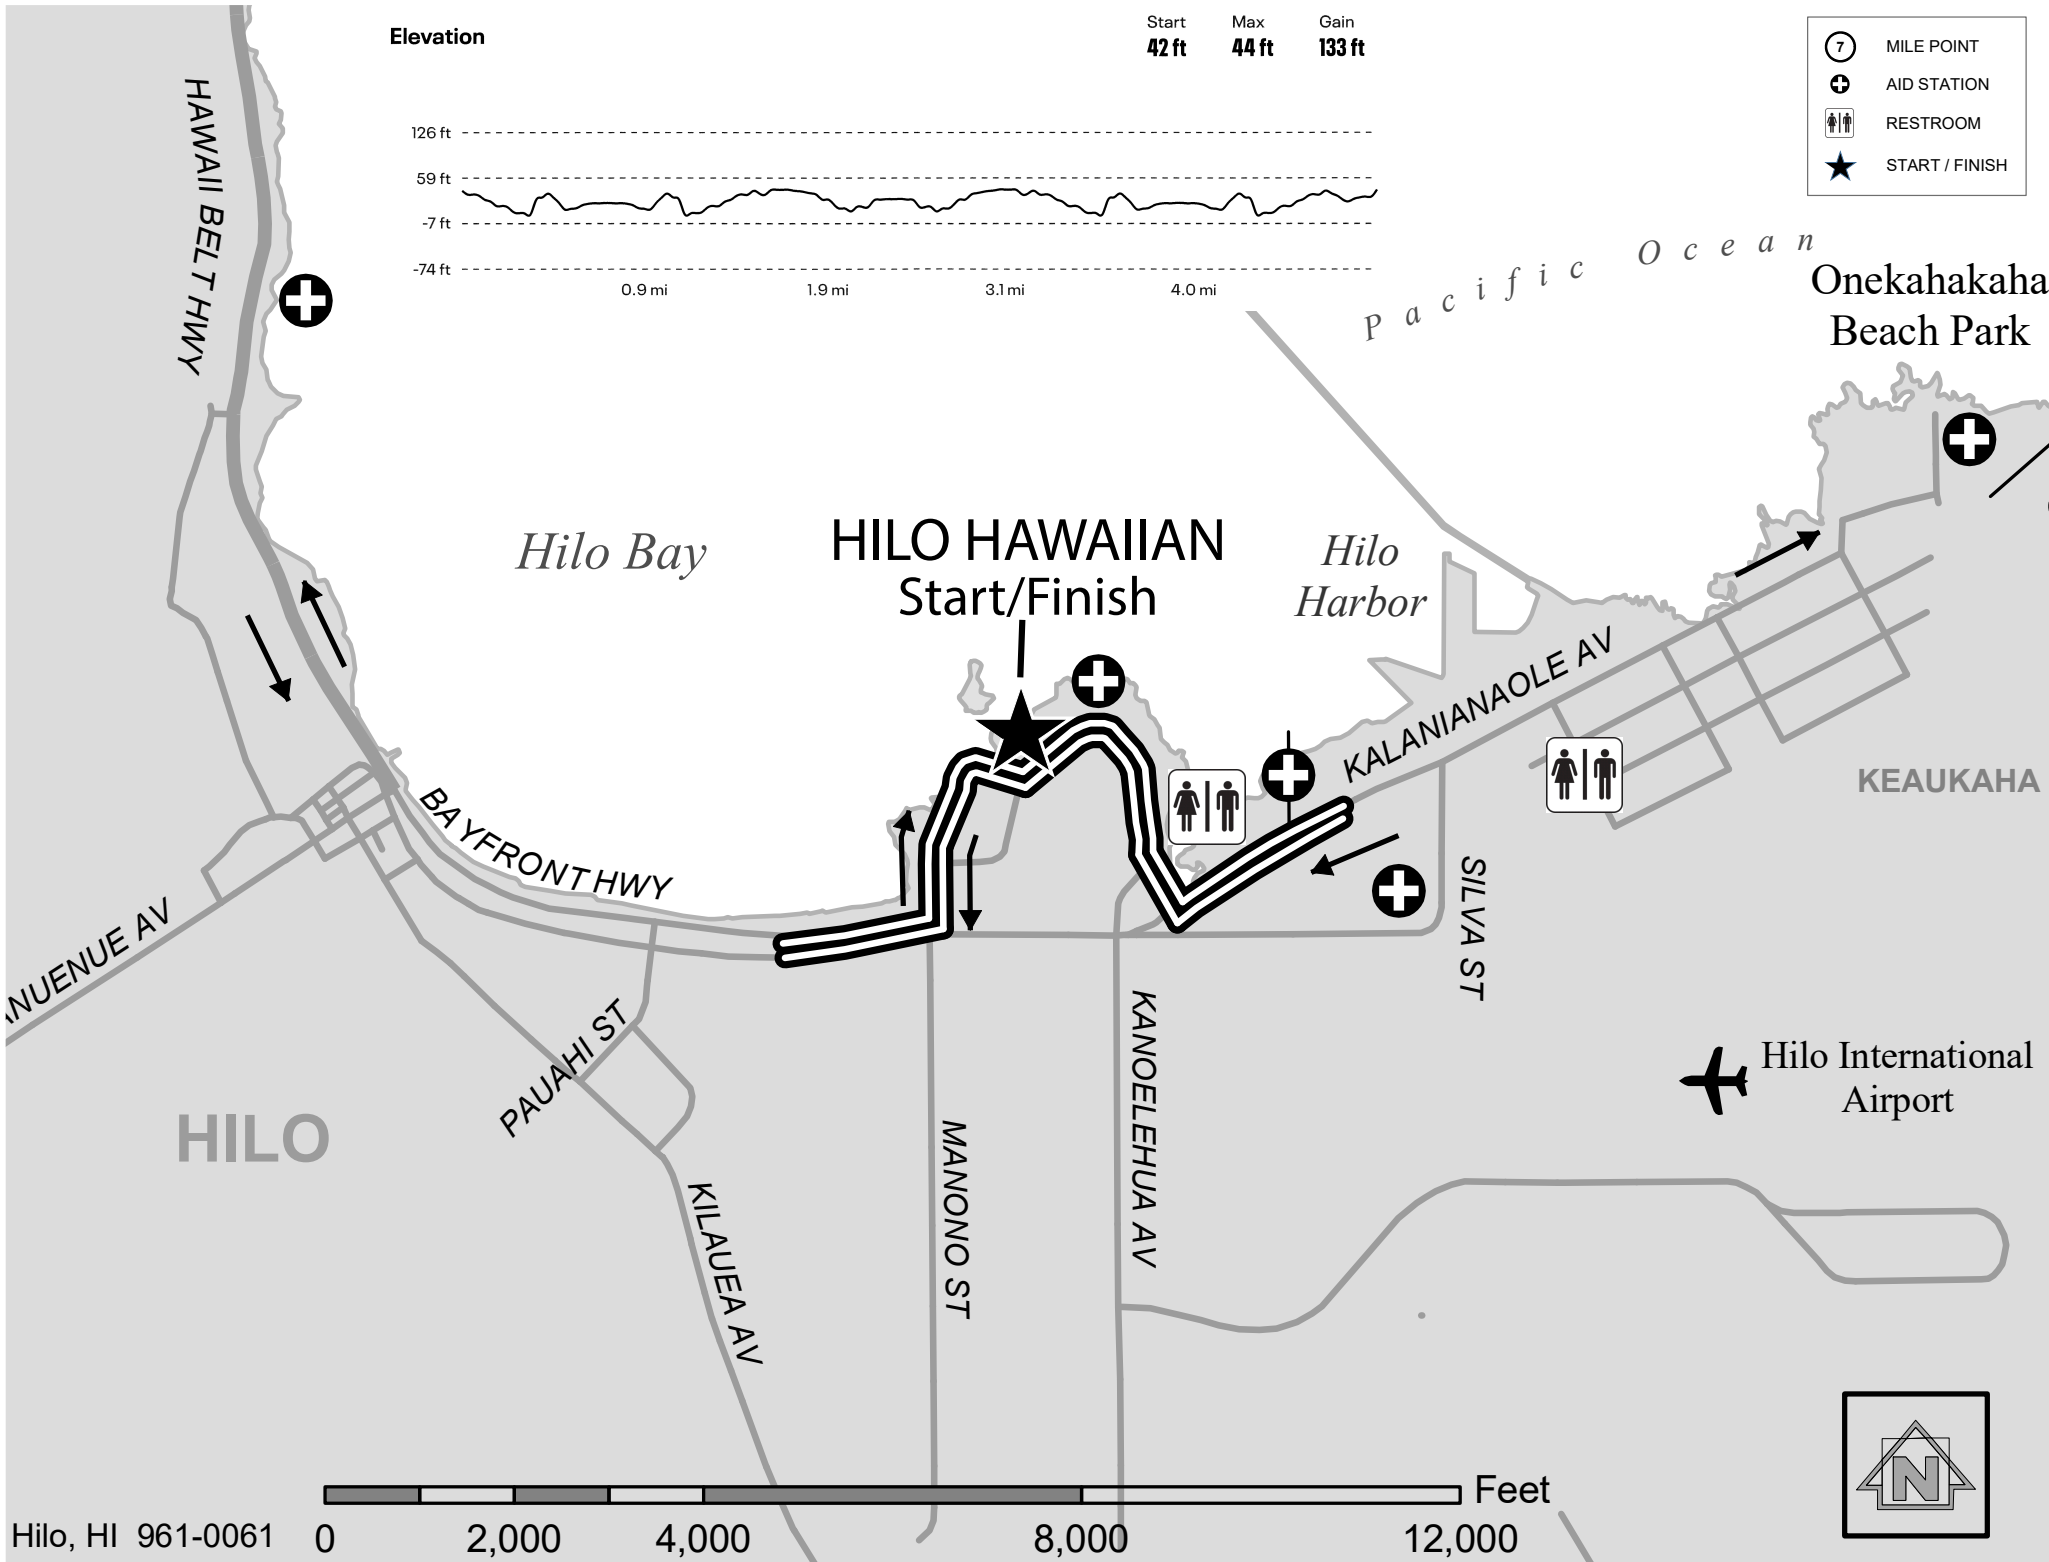 Elevation
Start Max Gain
42 ft 44 ft 133 ft
126 ft
59 ft
-7 ft
-74 ft
0.9 mi 1.9 mi 3.1 mi 4.0 mi
7 MILE POINT
AID STATION
RESTROOM
START / FINISH
HAWAII BELT HWY
Pacific Ocean
Onekahakaha
Beach Park
Hilo Bay
HILO HAWAIIAN
Start/Finish
Hilo
Harbor
KALANIANAOLE AV
KEAUKAHA
BAYFRONT HWY
SILVA ST
ANUENUE AV
PAUAHI ST
KANOELEHUA AV
Hilo International
Airport
HILO
MANONO ST
KILAUEA AV
N
Feet
Hilo, HI 961-0061
0 2,000 4,000 8,000 12,000